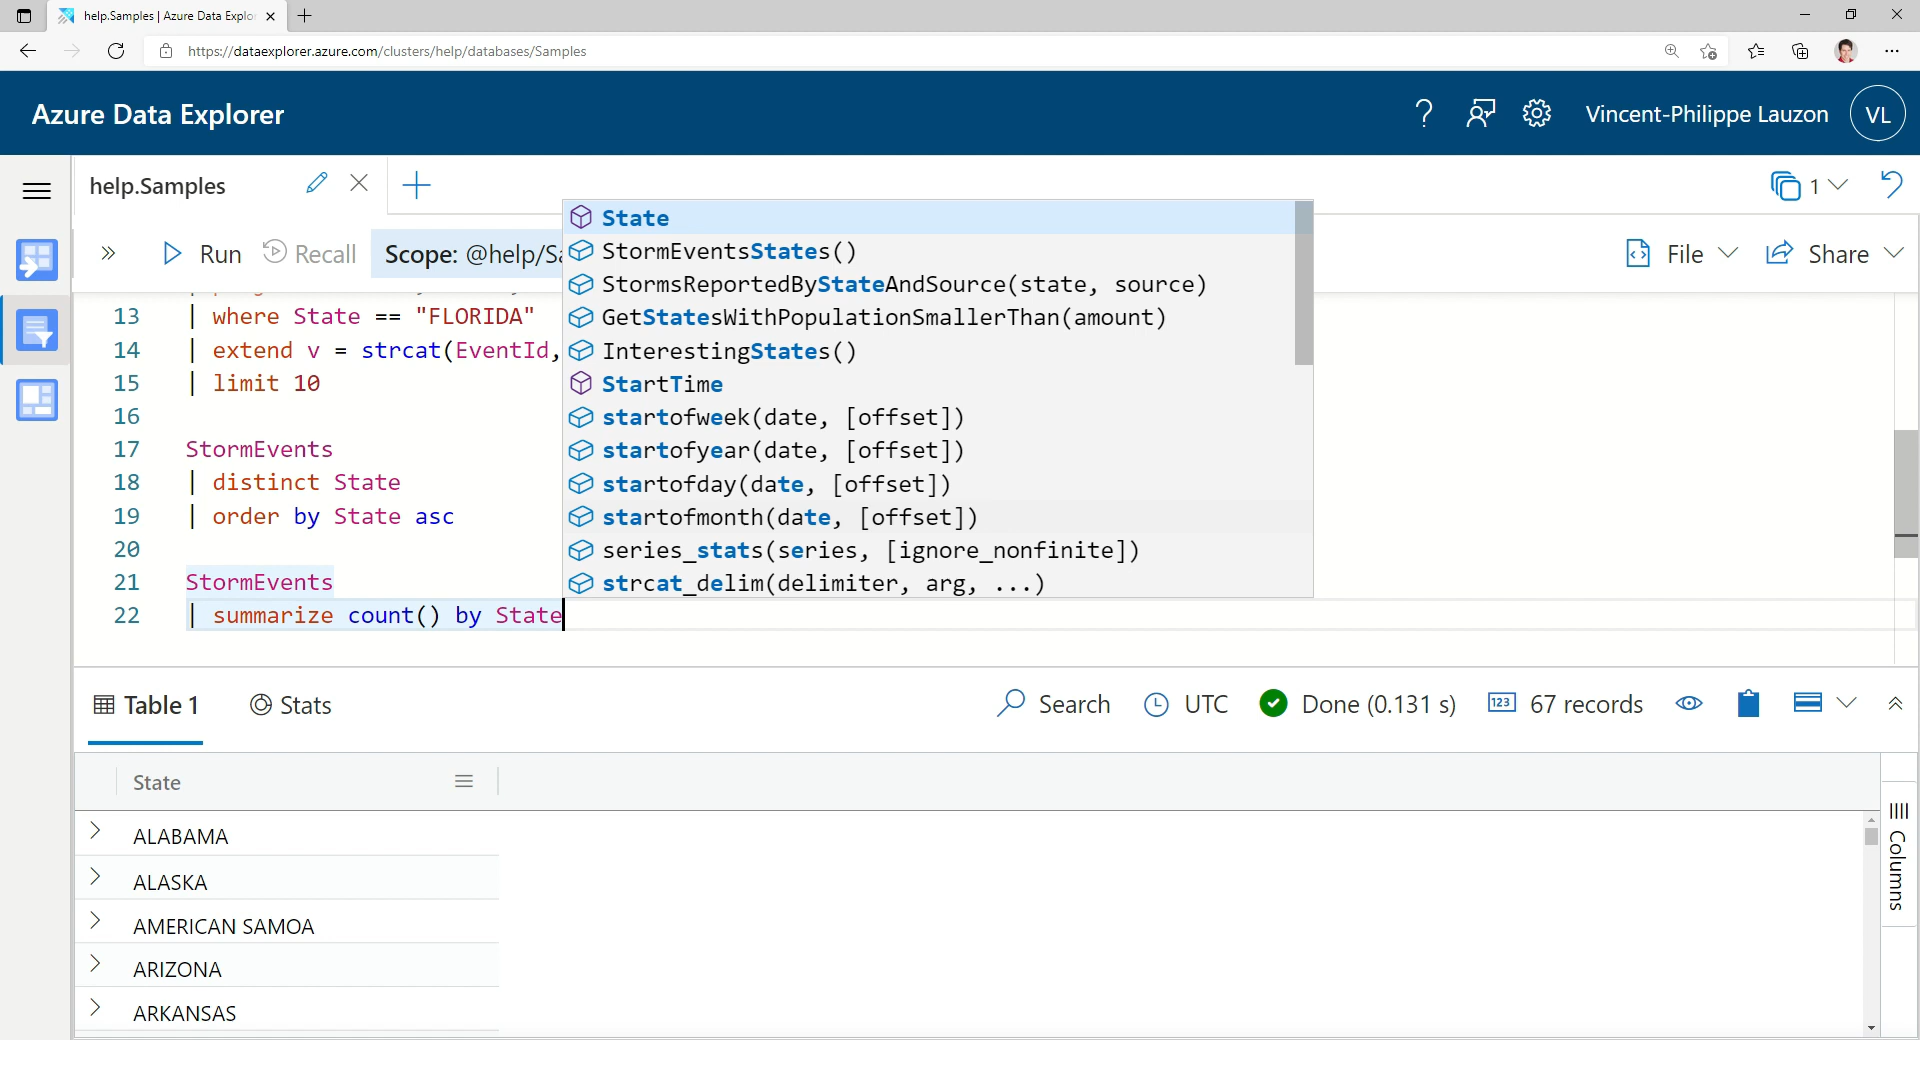 help.Samples | Azure Data Explo
https://dataexplorer.azure.com/clusters/help/databases/Samples
Azure Data Explorer
Vincent-Philippe Lauzon
VL
help.Samples
1
Run
Recall
Scope: @help/Sa
File
Share
State
StormEventsStates()
StormsReportedByStateAndSource(state, source)
GetStatesWithPopulationSmallerThan(amount)
InterestingStates()
StartTime
startofweek(date, [offset])
startofyear(date, [offset])
startofday(date, [offset])
startofmonth(date, [offset])
series_stats(series, [ignore_nonfinite])
strcat_delim(delimiter, arg, ...)
13 | where State == "FLORIDA"
14 | extend v = strcat(EventId,
15 | limit 10
16
17 StormEvents
18 | distinct State
19 | order by State asc
20
21 StormEvents
22 | summarize count() by State
Table 1
Stats
Search
UTC
Done (0.131 s)
123
67 records
State
ALABAMA
ALASKA
AMERICAN SAMOA
ARIZONA
ARKANSAS
Columns